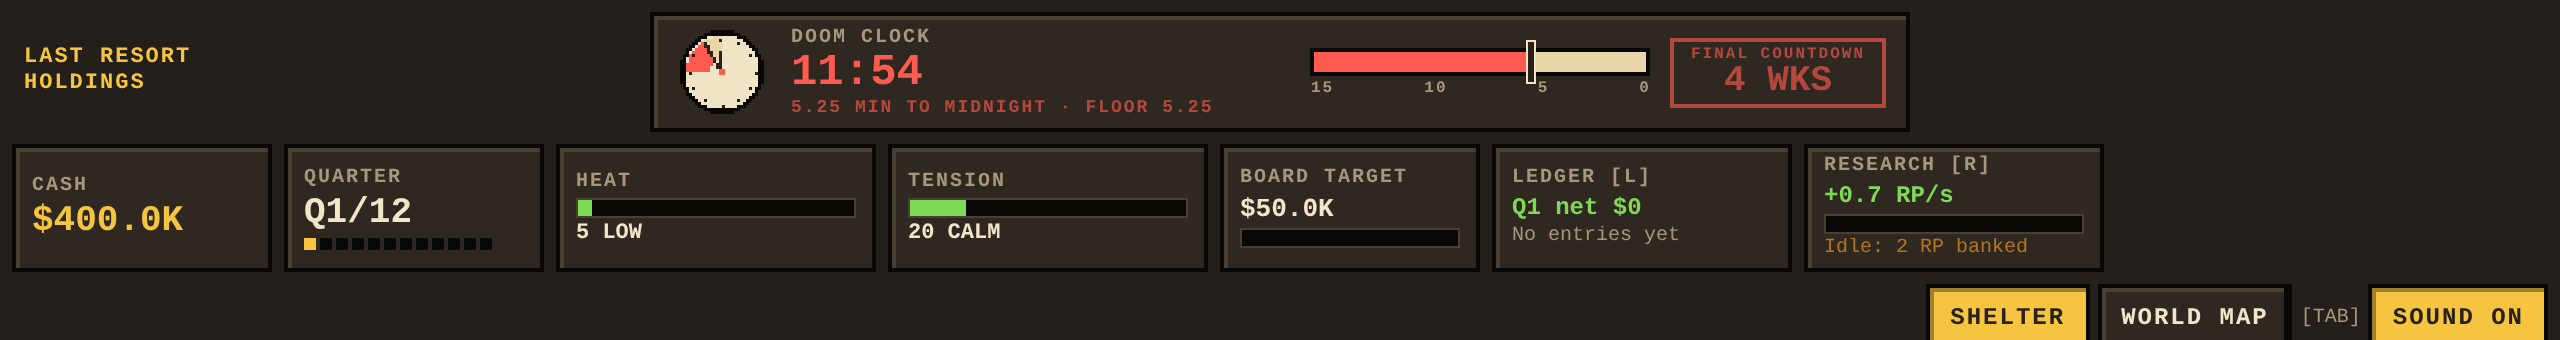 LAST RESORT
HOLDINGS
DOOM CLOCK
11:54
5.25 MIN TO MIDNIGHT · FLOOR 5.25
15 10 5 0
FINAL COUNTDOWN
4 WKS
CASH
$400.0K
QUARTER
Q1/12
HEAT
5 LOW
TENSION
20 CALM
BOARD TARGET
$50.0K
LEDGER [L]
Q1 net $0
No entries yet
RESEARCH [R]
+0.7 RP/s
Idle: 2 RP banked
SHELTER WORLD MAP [TAB] SOUND ON